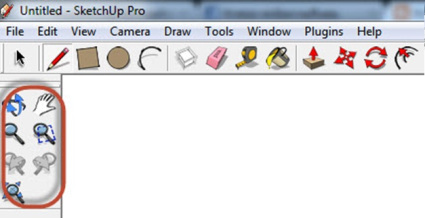 Untitled - SketchUp Pro
File Edit View Camera Draw Tools Window Plugins Help